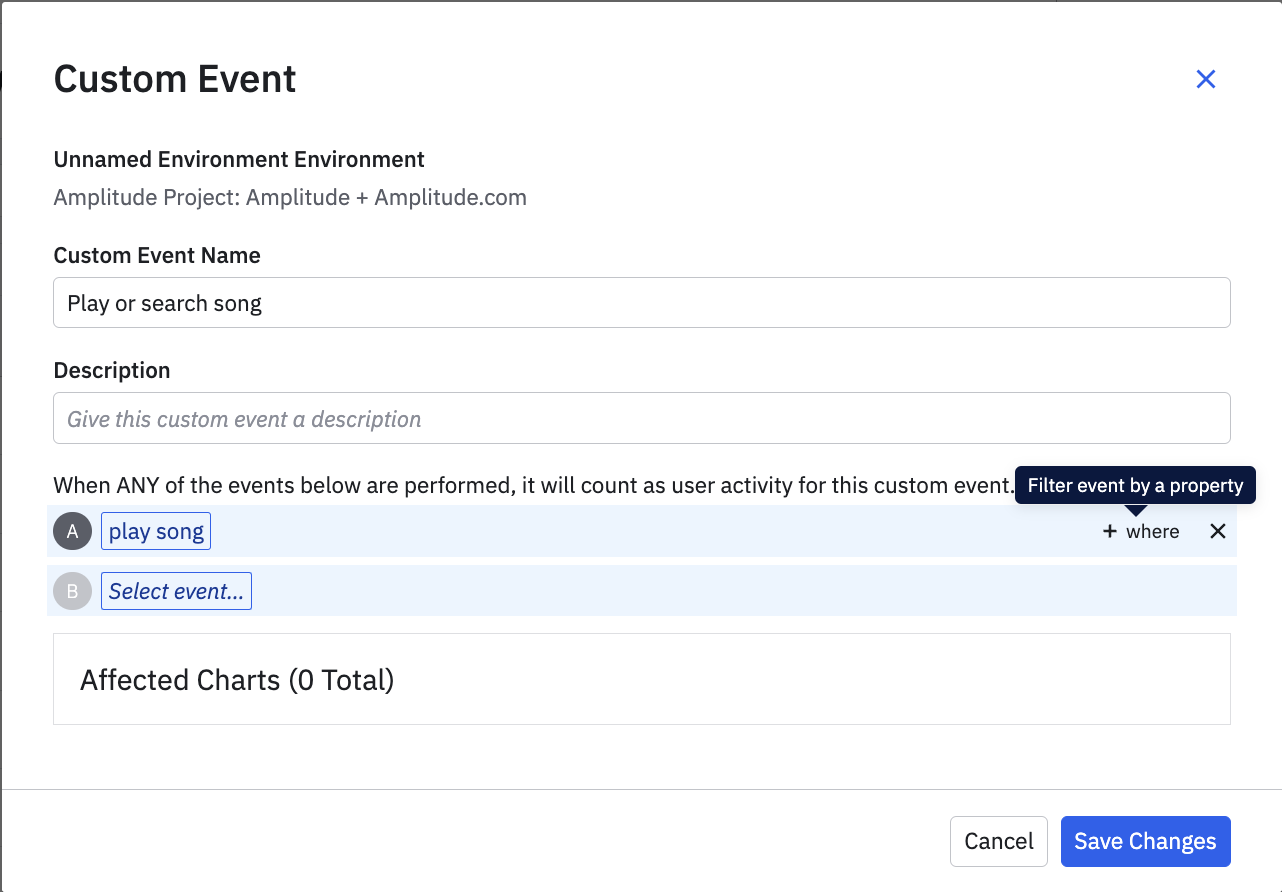 Custom Event
Unnamed Environment Environment
Amplitude Project: Amplitude + Amplitude.com
Custom Event Name
Play or search song
Description
Give this custom event a description
When ANY of the events below are performed, it will count as user activity for this custom event.
Filter event by a property
A play song + where
B Select event...
Affected Charts (0 Total)
Cancel Save Changes